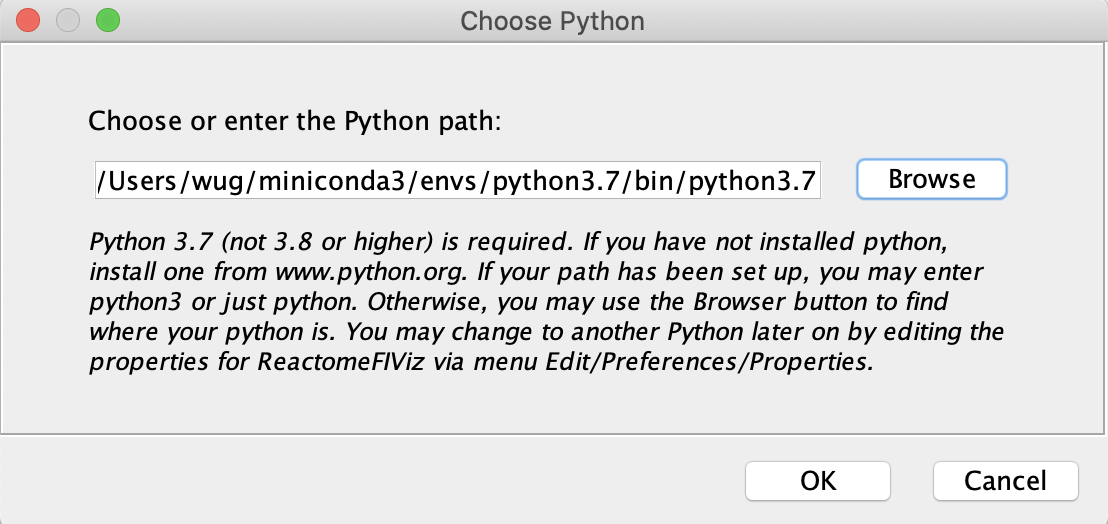 Choose Python
Choose or enter the Python path:
/Users/wug/miniconda3/envs/python3.7/bin/python3.7
Browse
Python 3.7 (not 3.8 or higher) is required. If you have not installed python,
install one from www.python.org. If your path has been set up, you may enter
python3 or just python. Otherwise, you may use the Browser button to find
where your python is. You may change to another Python later on by editing the
properties for ReactomeFIViz via menu Edit/Preferences/Properties.
OK
Cancel